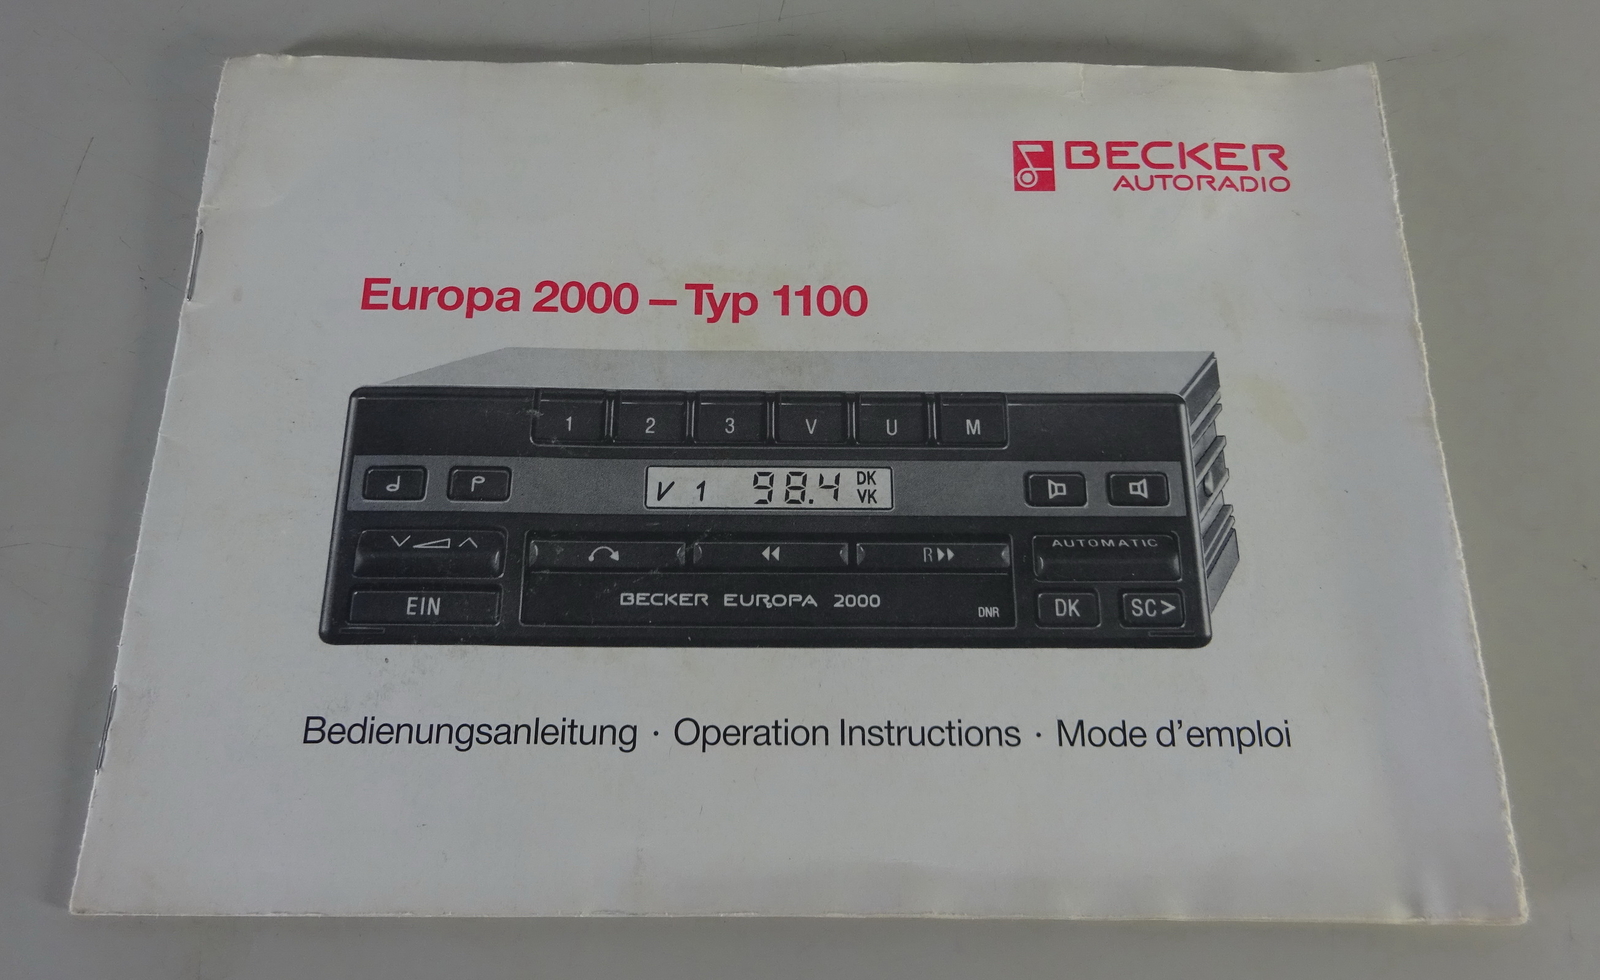 BECKER
AUTORADIO
Europa 2000 – Typ 1100
1 2 3 V U M
V 1 98.4 DK VK
R
AUTOMATIC
EIN
BECKER EUROPA 2000
DNR
DK
SC>
Bedienungsanleitung · Operation Instructions · Mode d'emploi